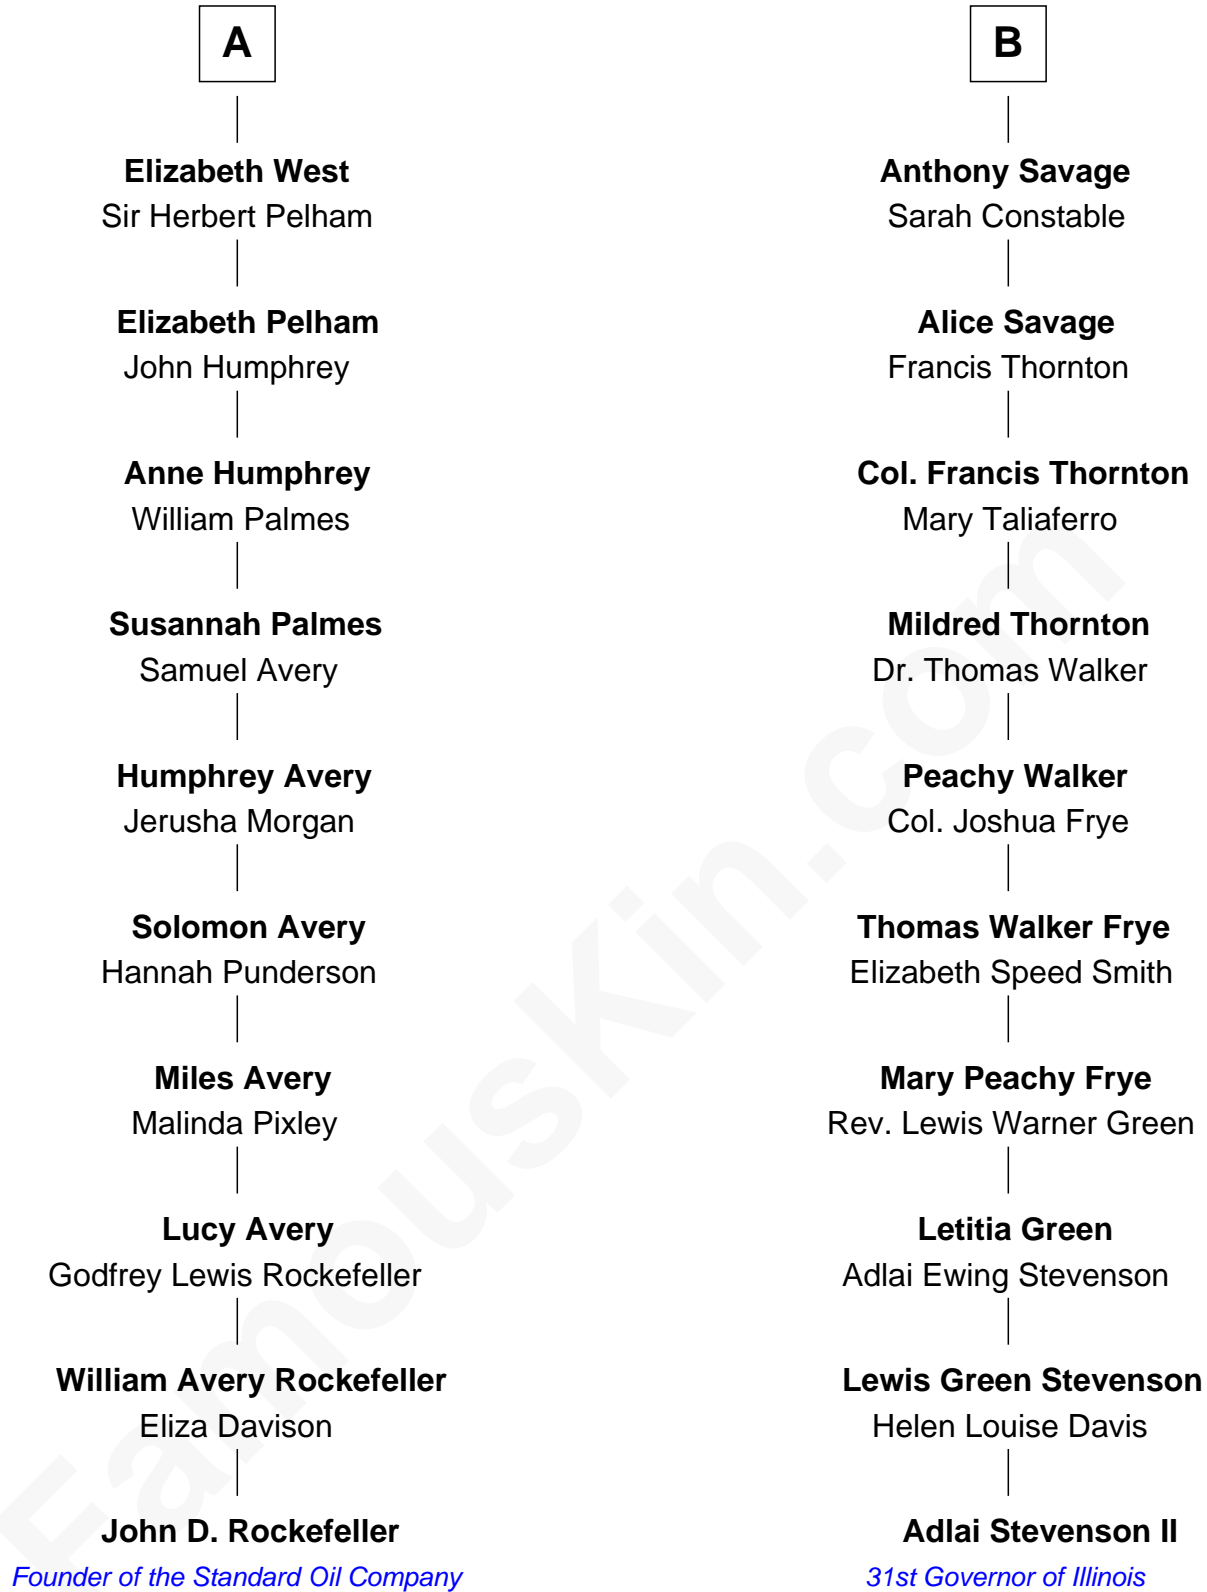 A
Elizabeth West
Sir Herbert Pelham
Elizabeth Pelham
John Humphrey
Anne Humphrey
William Palmes
Susannah Palmes
Samuel Avery
Humphrey Avery
Jerusha Morgan
Solomon Avery
Hannah Punderson
Miles Avery
Malinda Pixley
Lucy Avery
Godfrey Lewis Rockefeller
William Avery Rockefeller
Eliza Davison
John D. Rockefeller
Founder of the Standard Oil Company
B
Anthony Savage
Sarah Constable
Alice Savage
Francis Thornton
Col. Francis Thornton
Mary Taliaferro
Mildred Thornton
Dr. Thomas Walker
Peachy Walker
Col. Joshua Frye
Thomas Walker Frye
Elizabeth Speed Smith
Mary Peachy Frye
Rev. Lewis Warner Green
Letitia Green
Adlai Ewing Stevenson
Lewis Green Stevenson
Helen Louise Davis
Adlai Stevenson II
31st Governor of Illinois
FamousKin.com